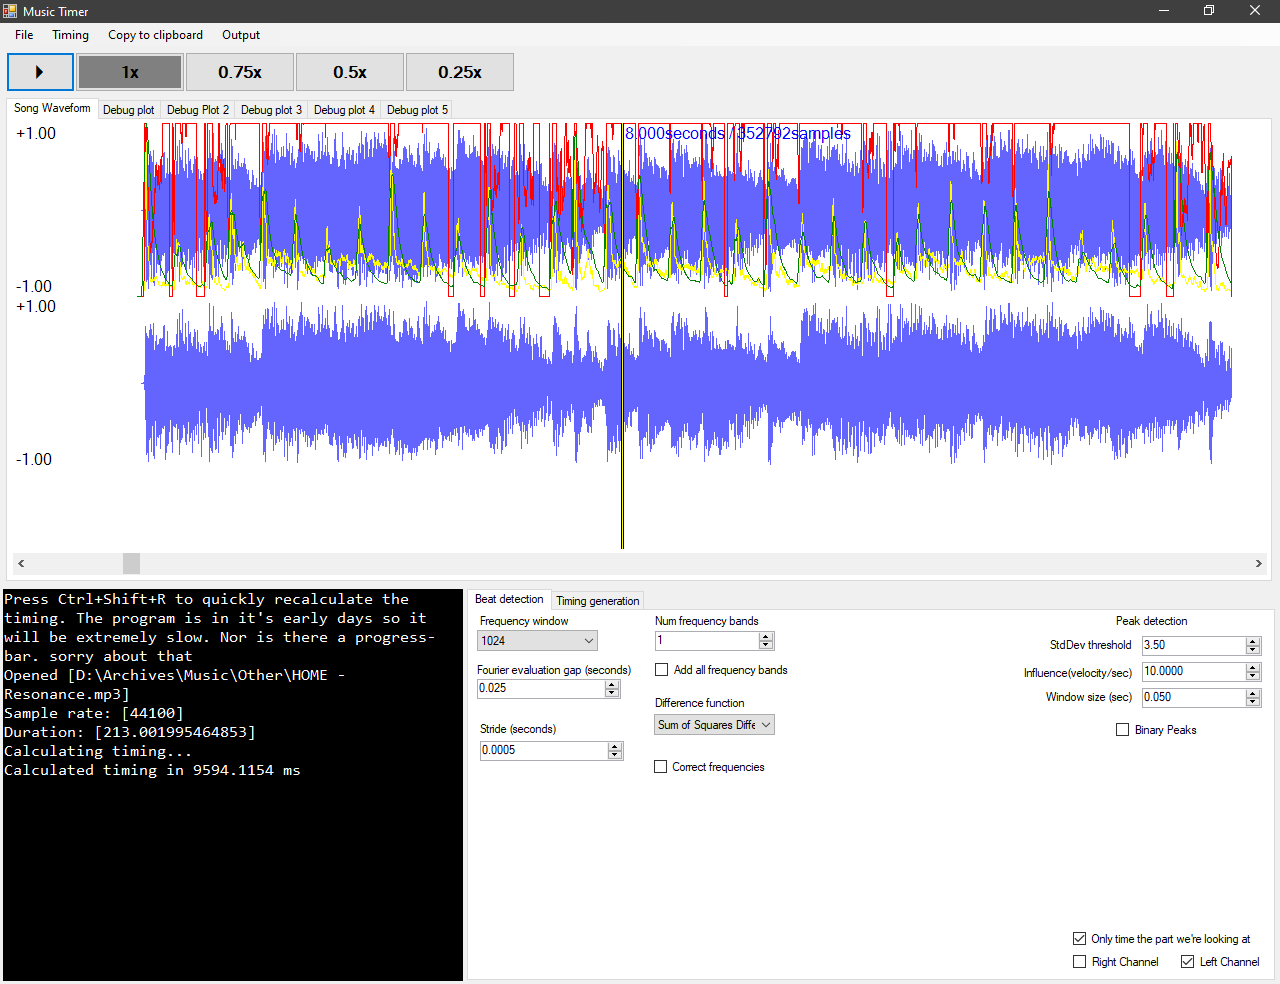 Music Timer
File Timing Copy to clipboard Output
1x 0.75x 0.5x 0.25x
Song Waveform Debug plot Debug Plot 2 Debug plot 3 Debug plot 4 Debug plot 5
+1.00
8.000seconds / 352792samples
-1.00
+1.00
-1.00
Press Ctrl+Shift+R to quickly recalculate the
timing. The program is in it's early days so it
will be extremely slow. Nor is there a progress-
bar. sorry about that
Opened [D:\Archives\Music\Other\HOME -
Resonance.mp3]
Sample rate: [44100]
Duration: [213.001995464853]
Calculating timing...
Calculated timing in 9594.1154 ms
Beat detection Timing generation
Frequency window
1024
Fourier evaluation gap (seconds)
0.025
Stride (seconds)
0.0005
Num frequency bands
1
Add all frequency bands
Difference function
Sum of Squares Diffe
Correct frequencies
Peak detection
StdDev threshold 3.50
Influence(velocity/sec) 10.0000
Window size (sec) 0.050
Binary Peaks
Only time the part we're looking at
Right Channel Left Channel